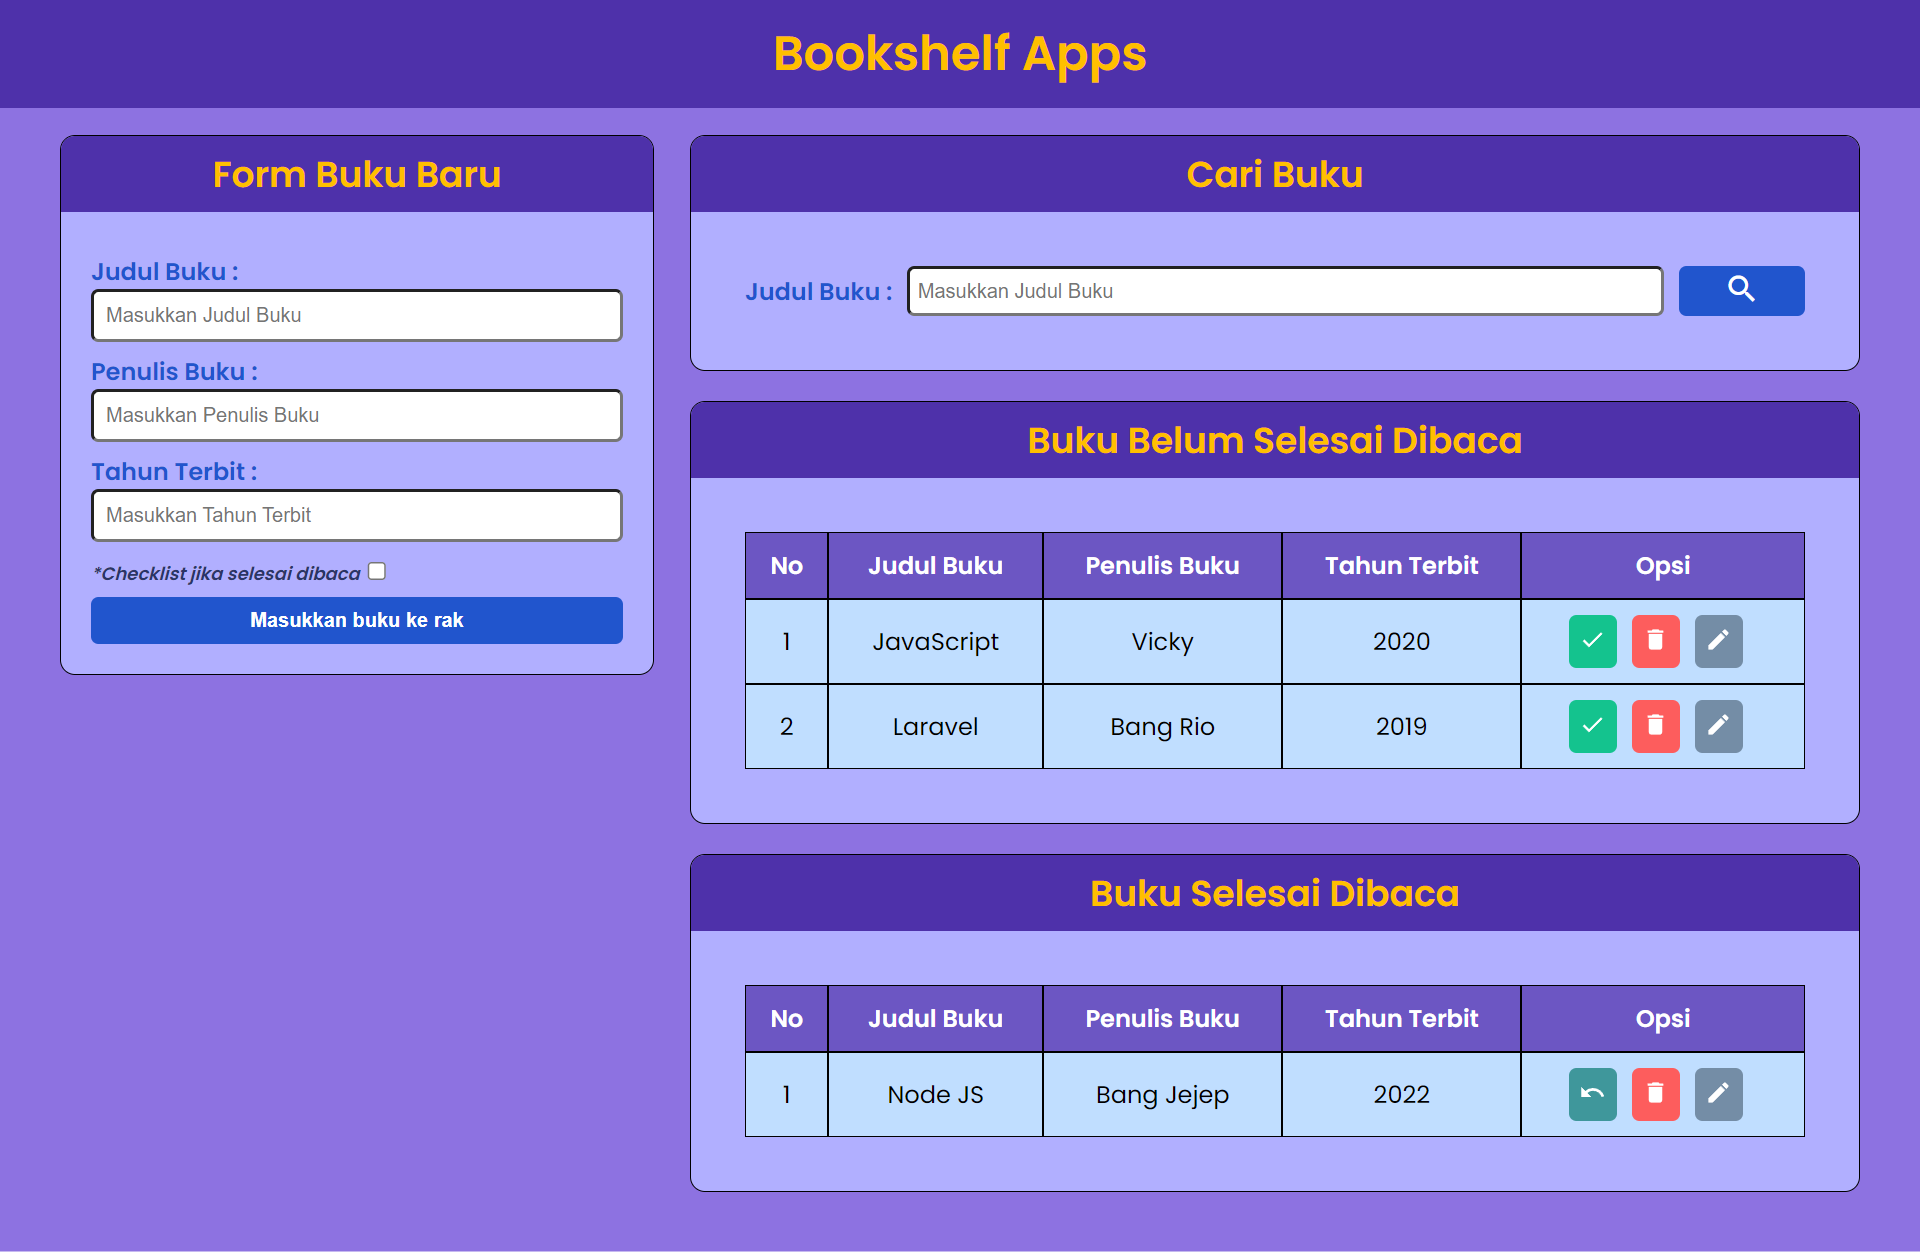 Bookshelf Apps
Form Buku Baru
Judul Buku :
Masukkan Judul Buku
Penulis Buku :
Masukkan Penulis Buku
Tahun Terbit :
Masukkan Tahun Terbit
*Checklist jika selesai dibaca
Masukkan buku ke rak
Cari Buku
Judul Buku : Masukkan Judul Buku
Buku Belum Selesai Dibaca
No Judul Buku Penulis Buku Tahun Terbit Opsi
1 JavaScript Vicky 2020
2 Laravel Bang Rio 2019
Buku Selesai Dibaca
No Judul Buku Penulis Buku Tahun Terbit Opsi
1 Node JS Bang Jejep 2022